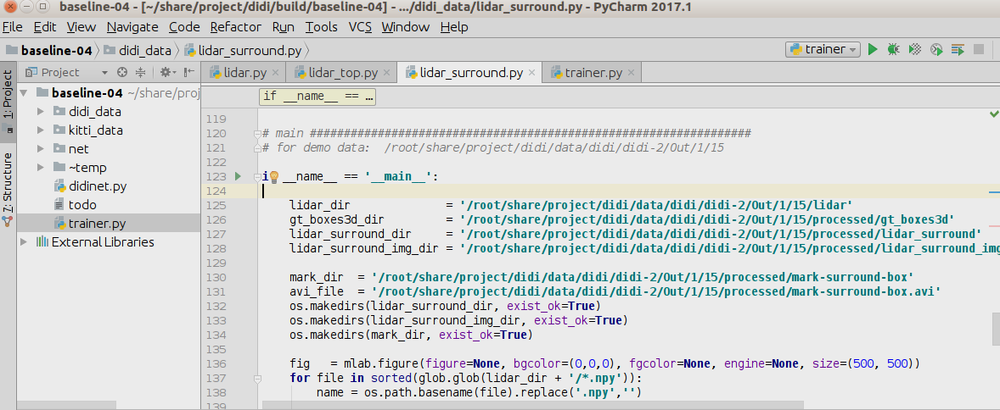 baseline-04 - [~/share/project/didi/build/baseline-04] - .../didi_data/lidar_surround.py - PyCharm 2017.1
File Edit View Navigate Code Refactor Run Tools VCS Window Help
baseline-04 didi_data lidar_surround.py trainer
1: Project
7: Structure
Project
baseline-04 ~/share/proj
didi_data
kitti_data
net
~temp
didinet.py
todo
trainer.py
External Libraries
lidar.py lidar_top.py lidar_surround.py trainer.py
if __name__ == ...
119
120 # main #################################################################
121 # for demo data: /root/share/project/didi/data/didi/didi-2/Out/1/15
122
123 i __name__ == '__main__':
124
125 lidar_dir = '/root/share/project/didi/data/didi/didi-2/Out/1/15/lidar'
126 gt_boxes3d_dir = '/root/share/project/didi/data/didi/didi-2/Out/1/15/processed/gt_boxes3d'
127 lidar_surround_dir = '/root/share/project/didi/data/didi/didi-2/Out/1/15/processed/lidar_surround'
128 lidar_surround_img_dir = '/root/share/project/didi/data/didi/didi-2/Out/1/15/processed/lidar_surround_img
129
130 mark_dir = '/root/share/project/didi/data/didi/didi-2/Out/1/15/processed/mark-surround-box'
131 avi_file = '/root/share/project/didi/data/didi/didi-2/Out/1/15/processed/mark-surround-box.avi'
132 os.makedirs(lidar_surround_dir, exist_ok=True)
133 os.makedirs(lidar_surround_img_dir, exist_ok=True)
134 os.makedirs(mark_dir, exist_ok=True)
135
136 fig = mlab.figure(figure=None, bgcolor=(0,0,0), fgcolor=None, engine=None, size=(500, 500))
137 for file in sorted(glob.glob(lidar_dir + '/*.npy')):
138 name = os.path.basename(file).replace('.npy','')
139